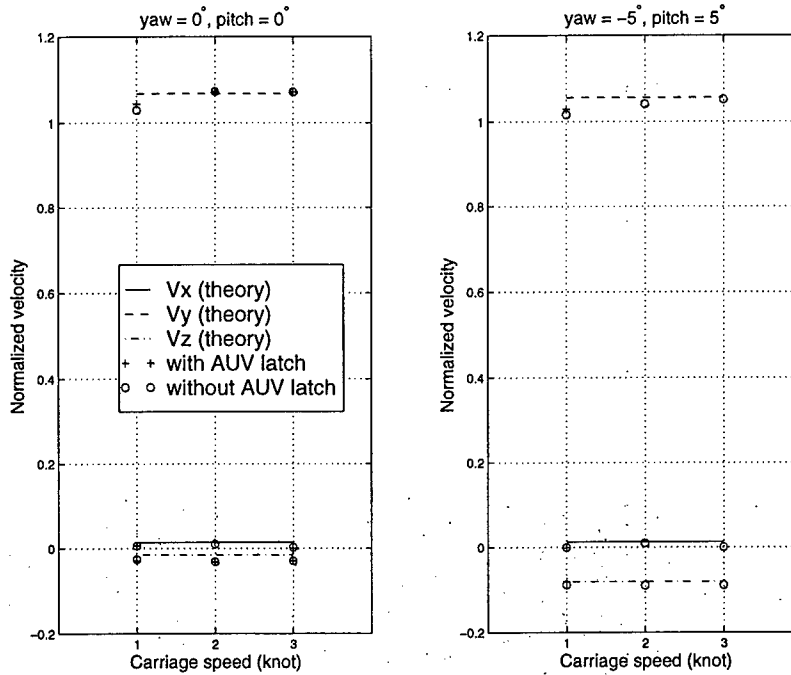 yaw = 0°, pitch = 0°
1.2
1
0.8
0.6
0.4
0.2
0
−0.2
Normalized velocity
Vx (theory)
Vy (theory)
Vz (theory)
+ + with AUV latch
o o without AUV latch
1 2 3
Carriage speed (knot)
yaw = −5°, pitch = 5°
1.2
1
0.8
0.6
0.4
0.2
0
−0.2
Normalized velocity
1 2 3
Carriage speed (knot)